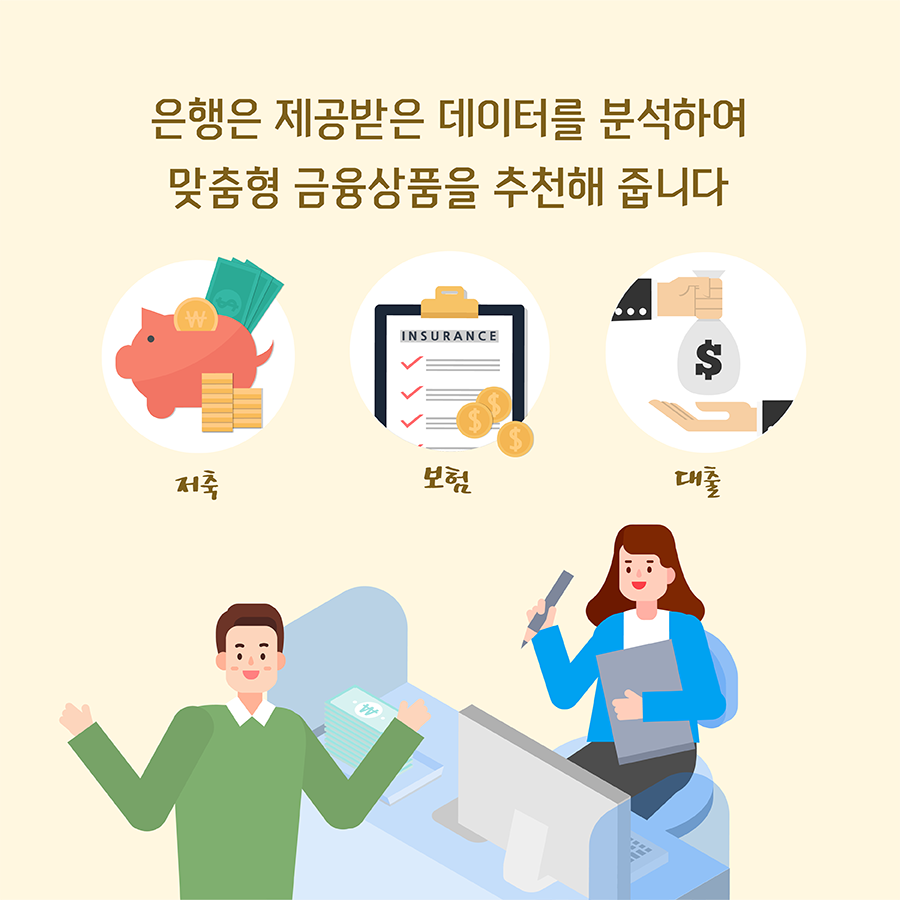 은행은 제공받은 데이터를 분석하여
맞춤형 금융상품을 추천해 줍니다
INSURANCE
저축
보험
대출